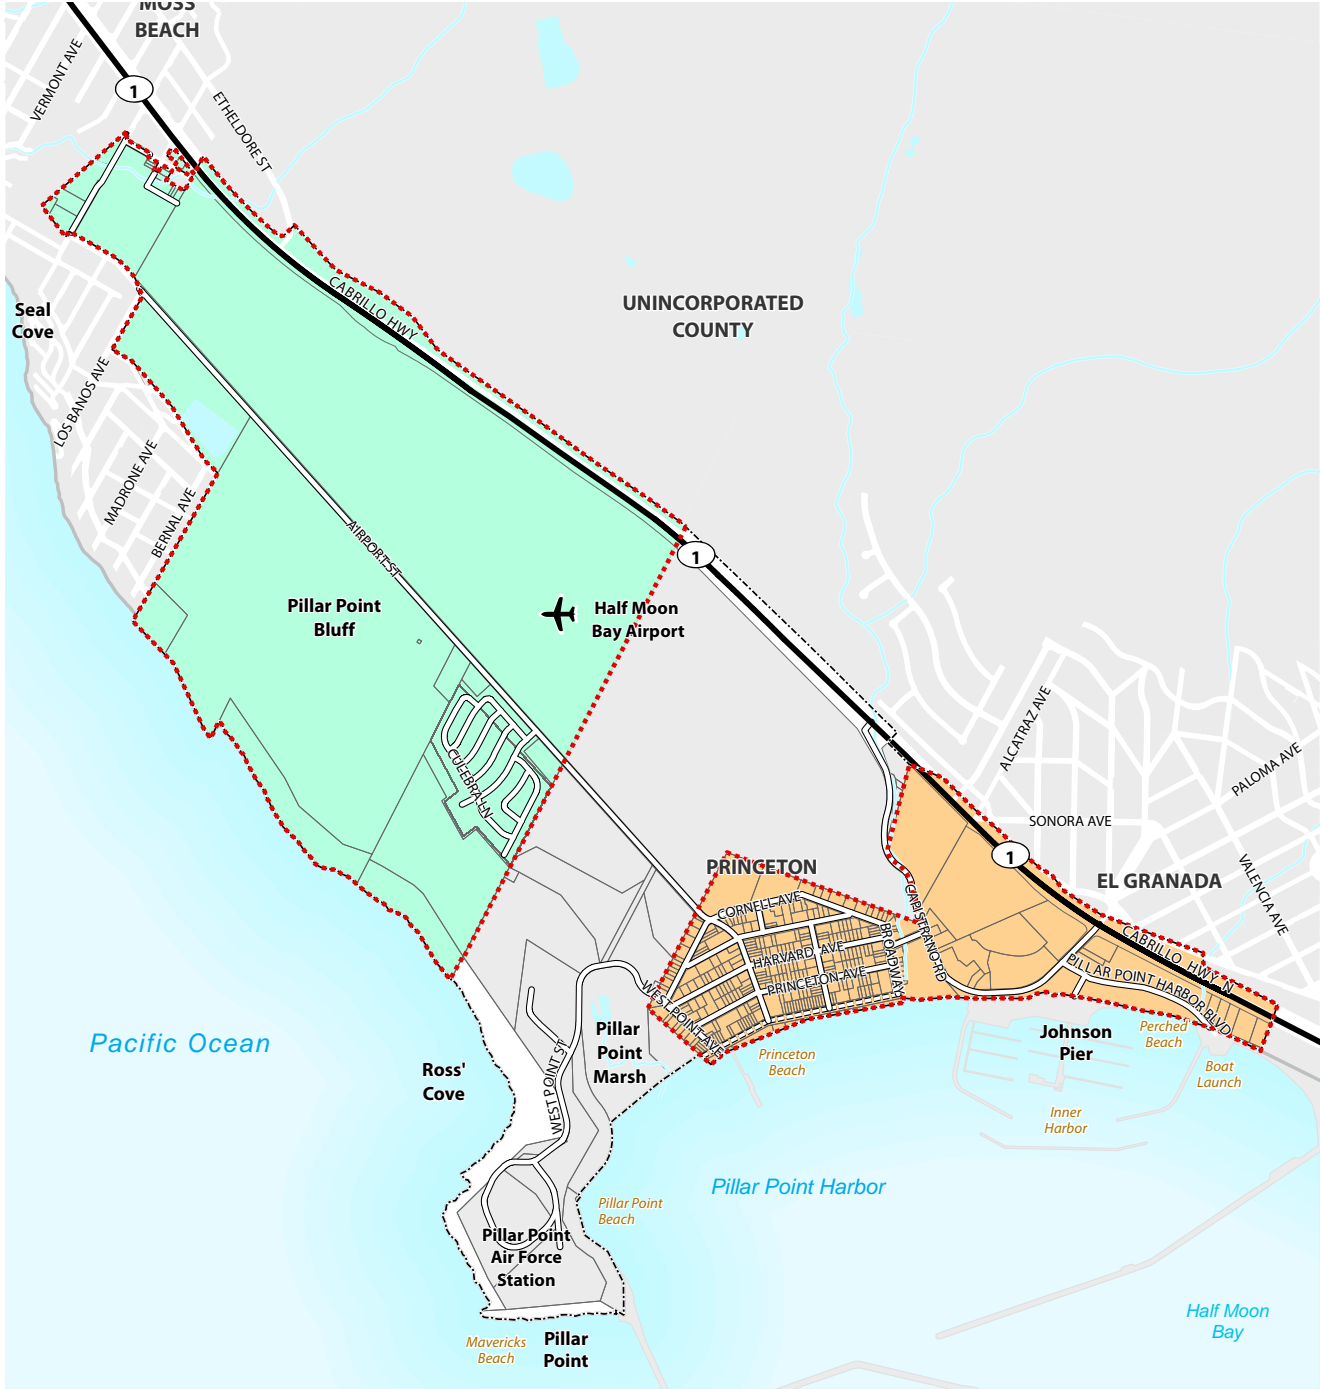 MOSS
BEACH
VERMONT AVE
1
ETHELDORE ST
Seal
Cove
CABRILLO HWY
UNINCORPORATED
COUNTY
LOS BANOS AVE
MADRONE AVE
BERNAL AVE
AIRPORT ST
1
Pillar Point
Bluff
Half Moon
Bay Airport
CULEBRA LN
ALCATRAZ AVE
PALOMA AVE
SONORA AVE
1
PRINCETON
EL GRANADA
VALENCIA AVE
CORNELL AVE
CAPISTRANO RD
BROADWAY
HARVARD AVE
PRINCETON AVE
CABRILLO HWY N
PILLAR POINT HARBOR BLVD
WEST POINT AVE
Pacific Ocean
Ross'
Cove
WEST POINT ST
Pillar
Point
Marsh
Princeton
Beach
Johnson
Pier
Perched
Beach
Boat
Launch
Inner
Harbor
Pillar Point Harbor
Pillar Point
Beach
Pillar Point
Air Force
Station
Mavericks
Beach
Pillar
Point
Half Moon
Bay